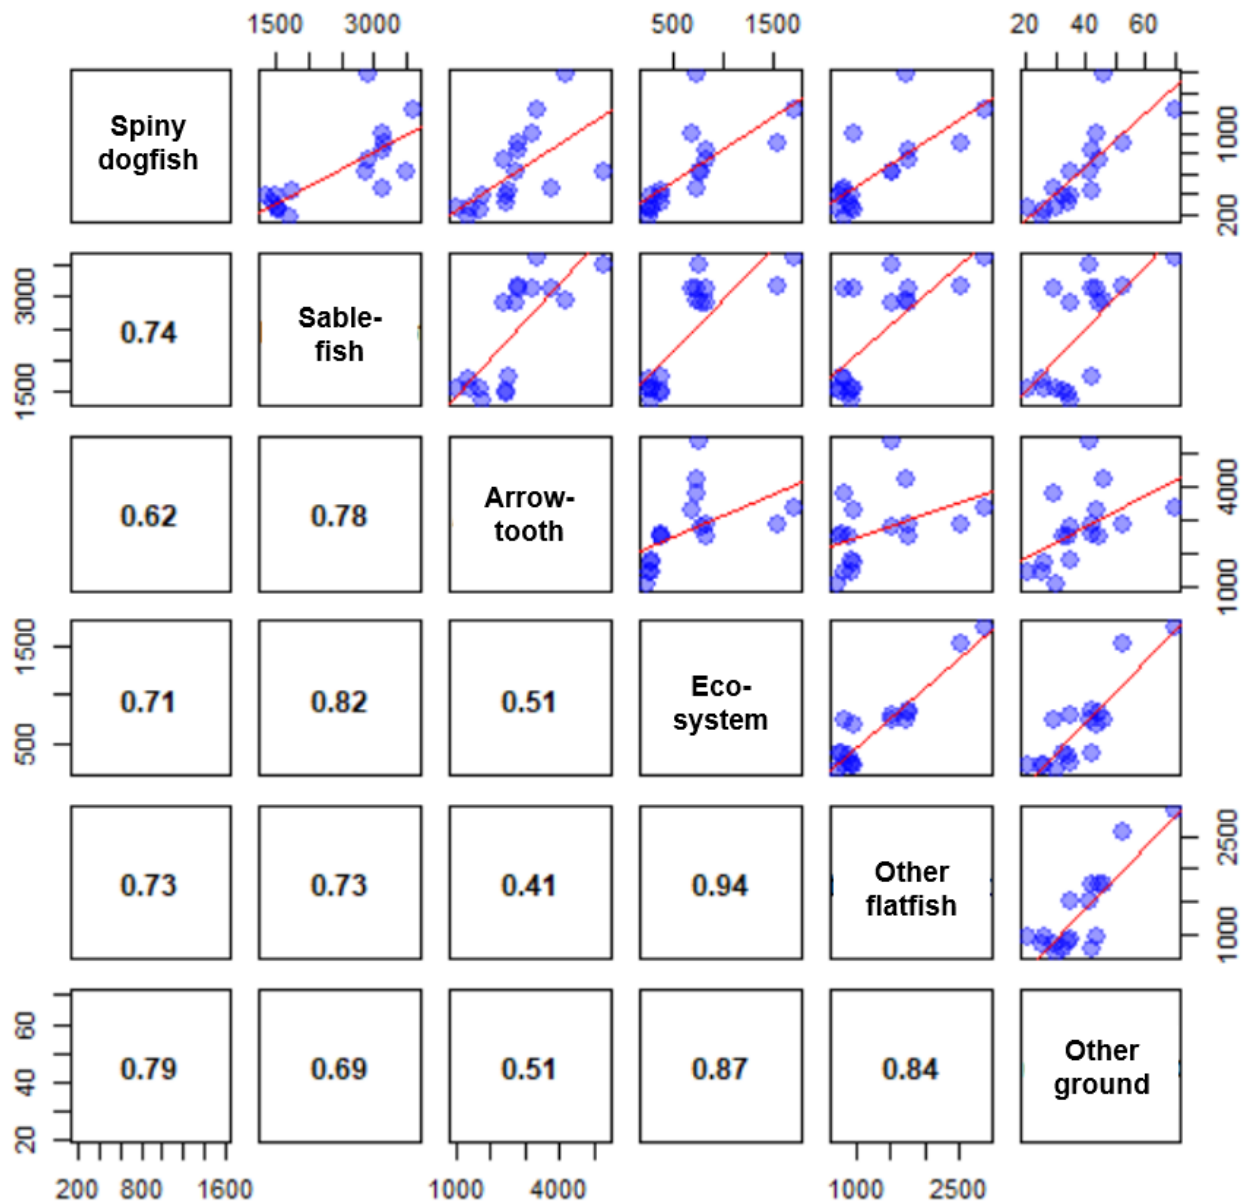 1500 3000 500 1500 20 40 60
Spiny
dogfish
200 1000
1500 3000
0.74
Sable-
fish
0.62 0.78
Arrow-
tooth
1000 4000
500 1500
0.71 0.82 0.51
Eco-
system
0.73 0.73 0.41 0.94
Other
flatfish
1000 2500
20 40 60
0.79 0.69 0.51 0.87 0.84
Other
ground
200 800 1600 1000 4000 1000 2500